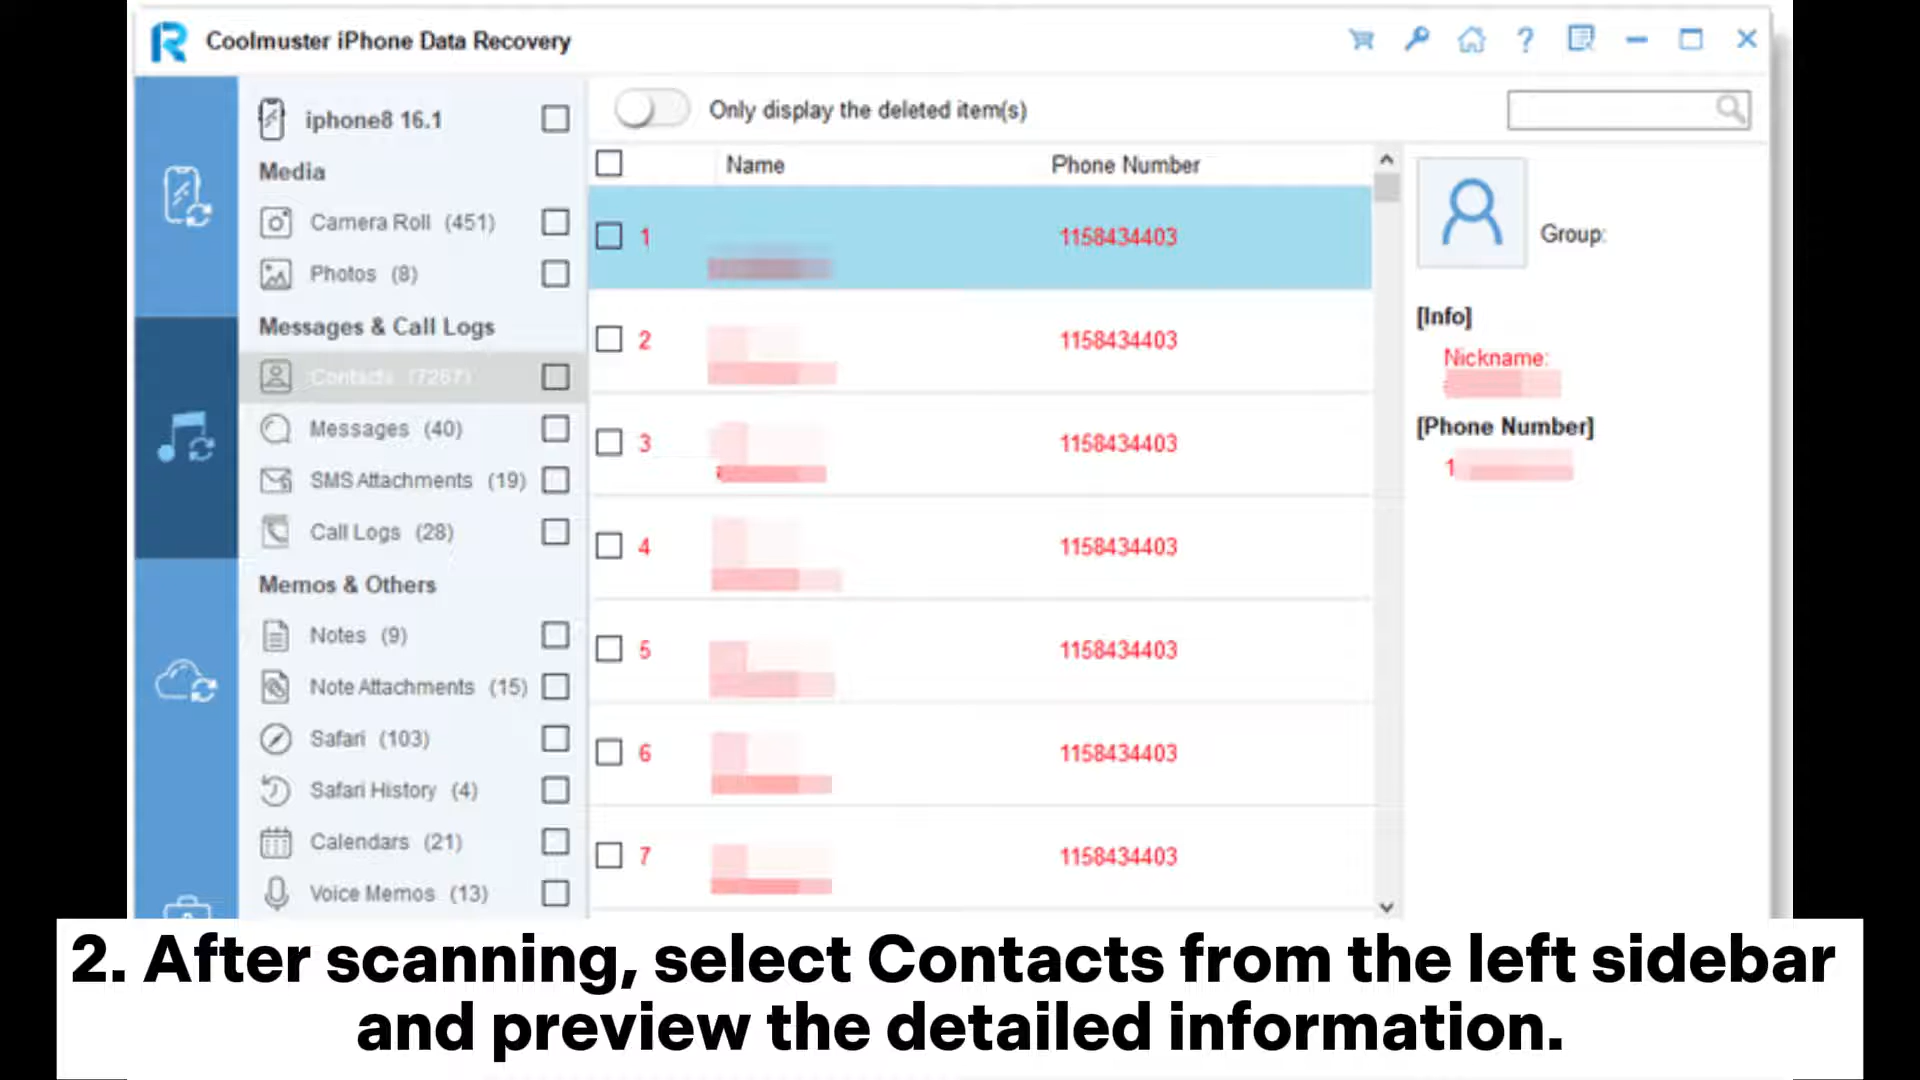 Coolmuster iPhone Data Recovery
iphone8 16.1
Only display the deleted item(s)
Media
Camera Roll (451)
Photos (8)
Messages & Call Logs
Contacts (7267)
Messages (40)
SMS Attachments (19)
Call Logs (28)
Memos & Others
Notes (9)
Note Attachments (15)
Safari (103)
Safari History (4)
Calendars (21)
Voice Memos (13)
Name Phone Number
1 1158434403
2 1158434403
3 1158434403
4 1158434403
5 1158434403
6 1158434403
7 1158434403
Group:
[Info]
Nickname:
[Phone Number]
1
2. After scanning, select Contacts from the left sidebar
and preview the detailed information.